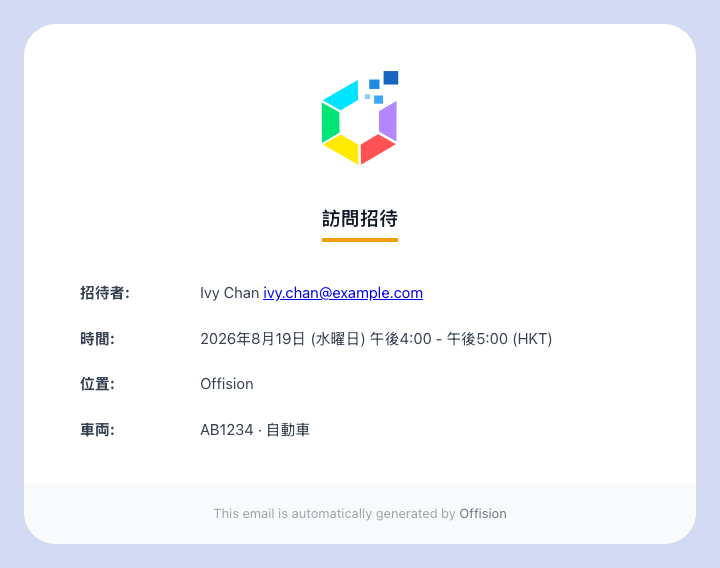 訪問招待
招待者: Ivy Chan ivy.chan@example.com
時間: 2026年8月19日 (水曜日) 午後4:00 - 午後5:00 (HKT)
位置: Offision
車両: AB1234 · 自動車
This email is automatically generated by Offision